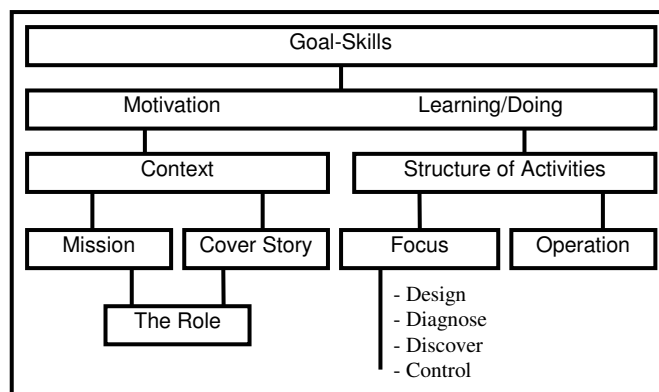 Goal-Skills
Motivation Learning/Doing
Context Structure of Activities
Mission Cover Story Focus Operation
The Role
- Design
- Diagnose
- Discover
- Control